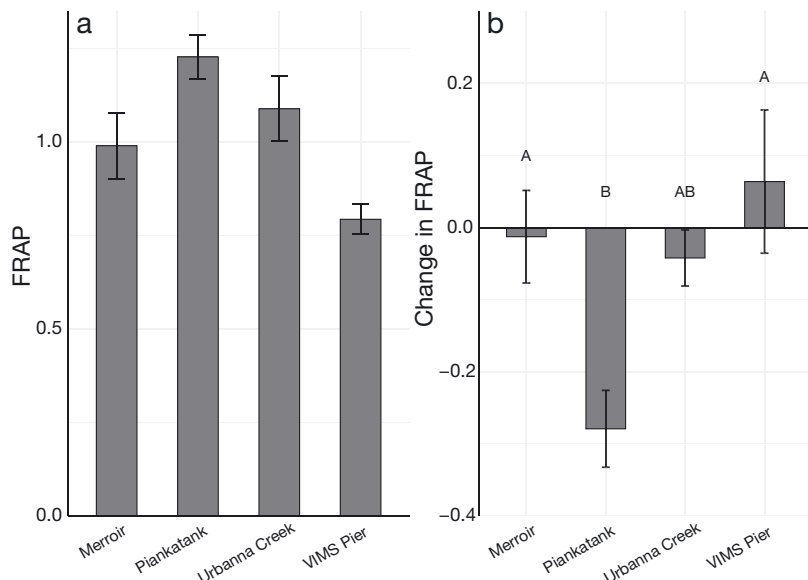 a
FRAP
1.0
0.5
0.0
Merroir
Piankatank
Urbanna Creek
VIMS Pier
b
Change in FRAP
0.2
0.0
−0.2
−0.4
A
B
AB
A
Merroir
Piankatank
Urbanna Creek
VIMS Pier